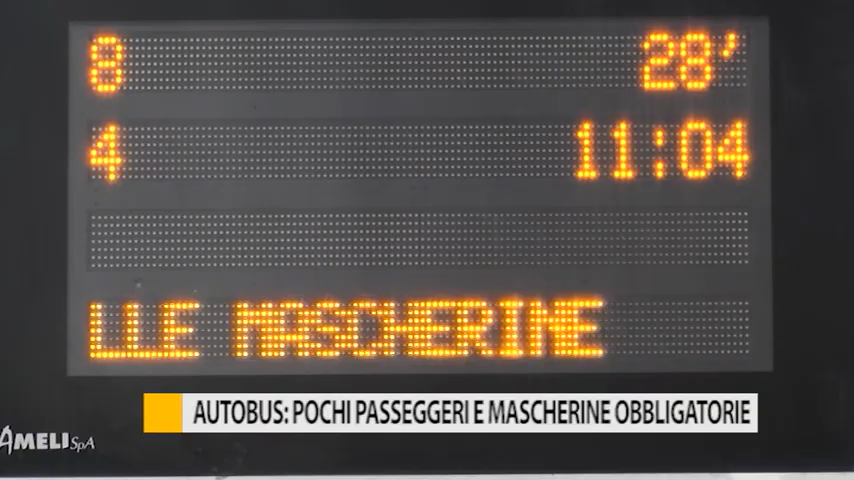 8 28'
4 11:04
LLE MASCHERINE
AUTOBUS: POCHI PASSEGGERI E MASCHERINE OBBLIGATORIE
AMELI SpA